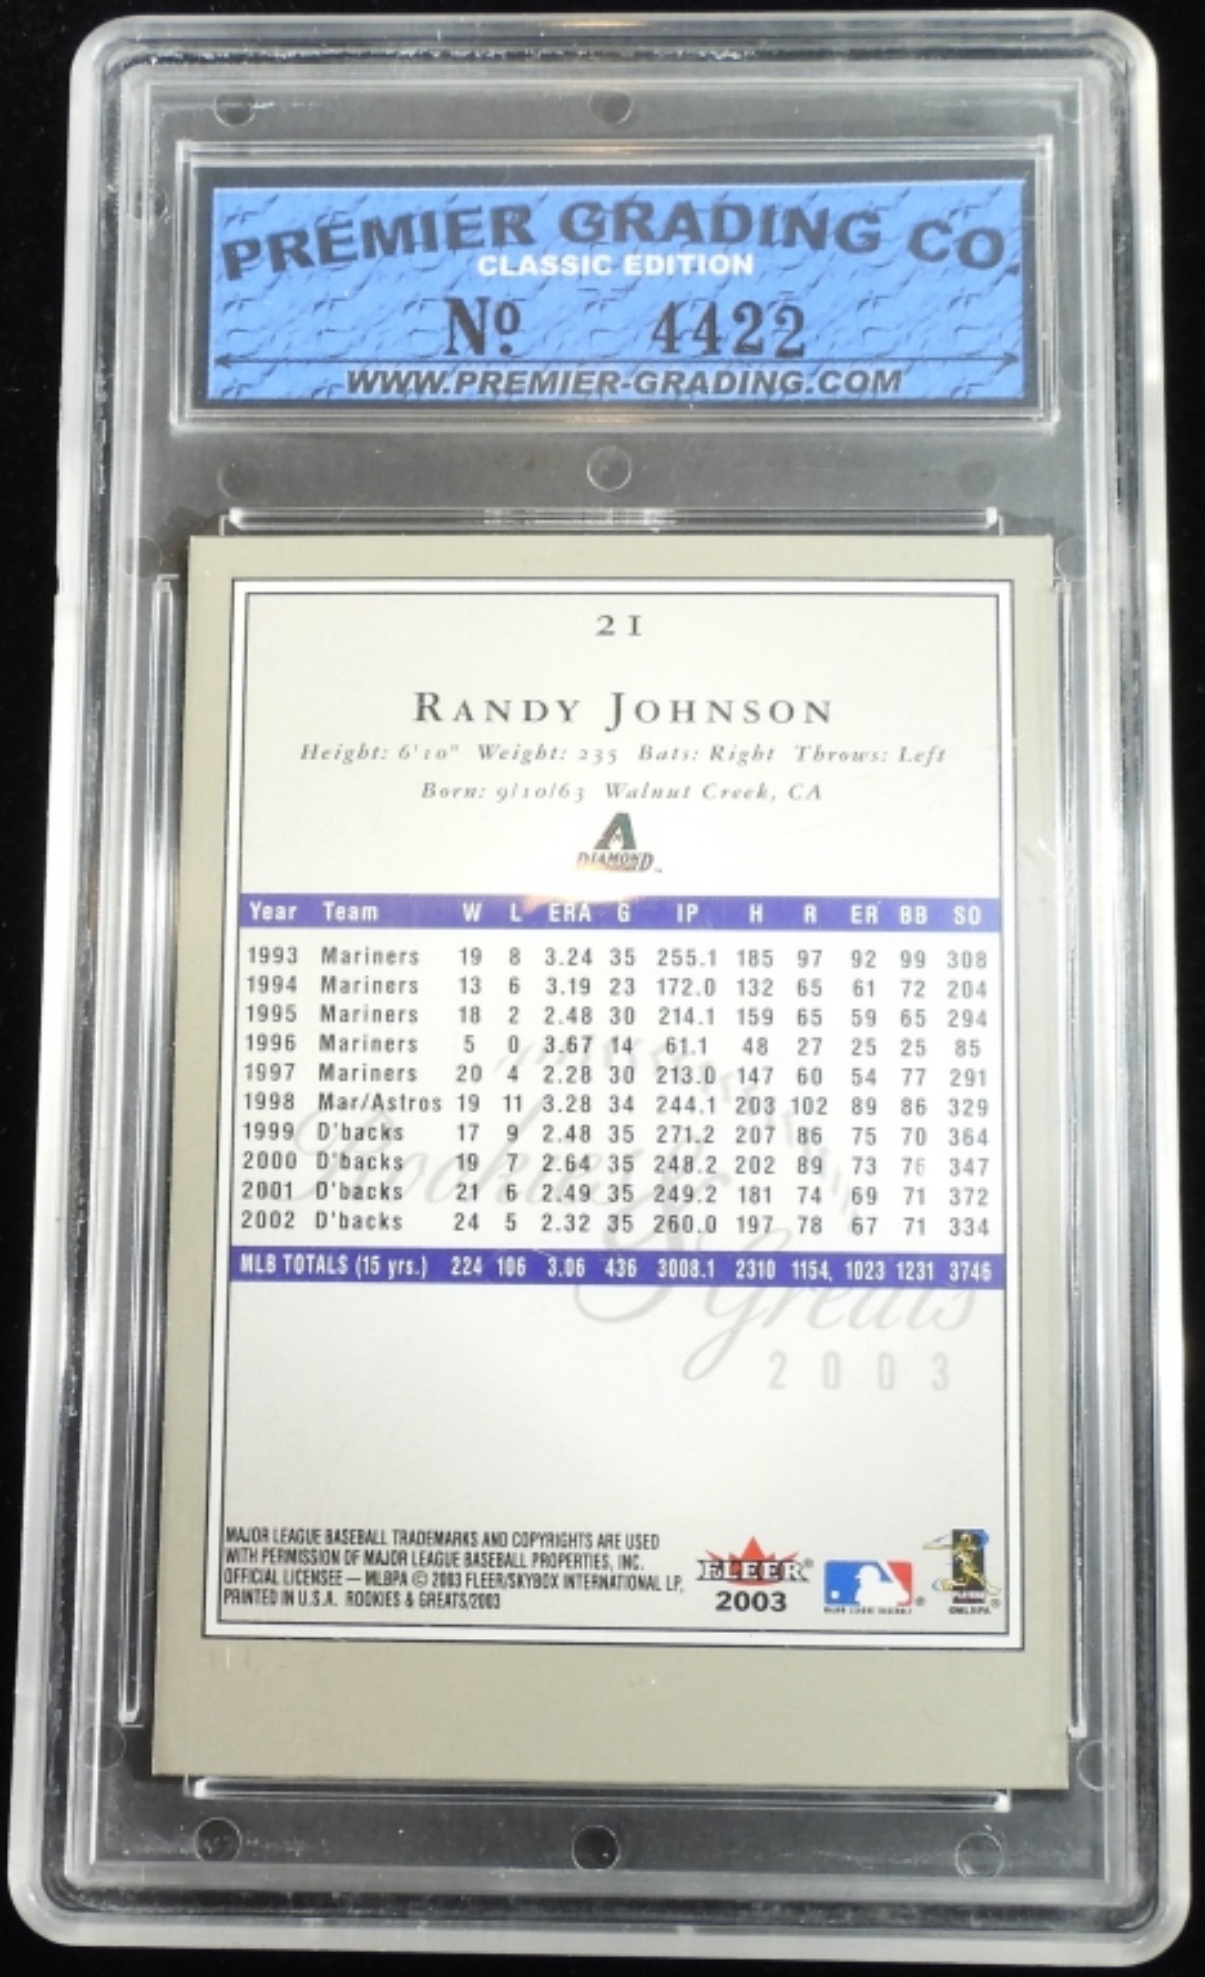 PREMIER GRADING CO.
CLASSIC EDITION
Nº 4422
WWW.PREMIER-GRADING.COM
21
RANDY JOHNSON
Height: 6'10" Weight: 235 Bats: Right Throws: Left
Born: 9/10/63 Walnut Creek, CA
A
DIAMOND
Year Team W L ERA G IP H R ER BB SO
1993 Mariners 19 8 3.24 35 255.1 185 97 92 99 308
1994 Mariners 13 6 3.19 23 172.0 132 65 61 72 204
1995 Mariners 18 2 2.48 30 214.1 159 65 59 65 294
1996 Mariners 5 0 3.67 14 61.1 48 27 25 25 85
1997 Mariners 20 4 2.28 30 213.0 147 60 54 77 291
1998 Mar/Astros 19 11 3.28 34 244.1 203 102 89 86 329
1999 D'backs 17 9 2.48 35 271.2 207 86 75 70 364
2000 D'backs 19 7 2.64 35 248.2 202 89 73 76 347
2001 D'backs 21 6 2.49 35 249.2 181 74 69 71 372
2002 D'backs 24 5 2.32 35 260.0 197 78 67 71 334
MLB TOTALS (15 yrs.) 224 106 3.06 436 3008.1 2310 1154 1023 1231 3746
Rookies & Greats
2003
MAJOR LEAGUE BASEBALL TRADEMARKS AND COPYRIGHTS ARE USED
WITH PERMISSION OF MAJOR LEAGUE BASEBALL PROPERTIES, INC.
OFFICIAL LICENSEE — MLBPA © 2003 FLEER/SKYBOX INTERNATIONAL LP,
PRINTED IN U.S.A. ROOKIES & GREATS/2003
FLEER®
2003